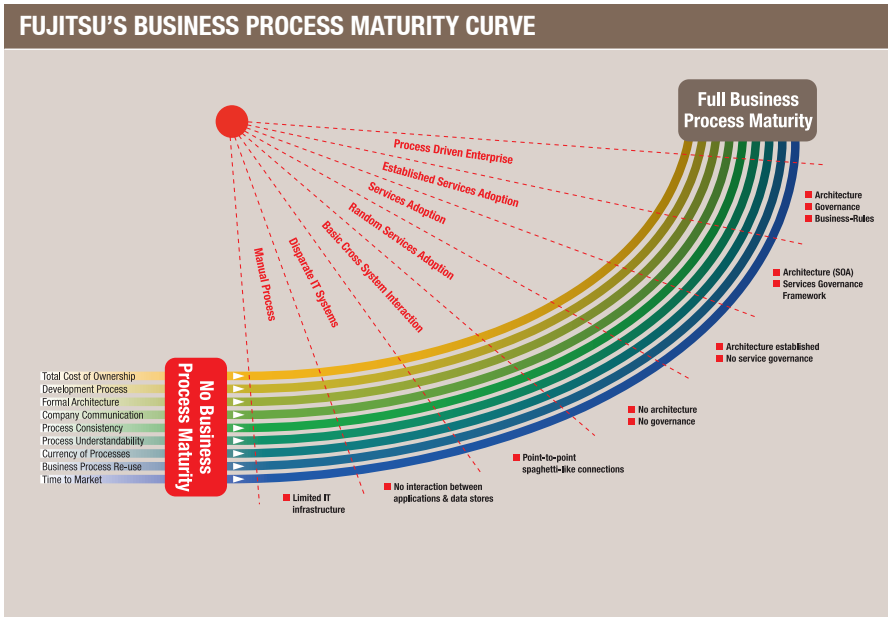 FUJITSU'S BUSINESS PROCESS MATURITY CURVE
Full Business
Process Maturity
Process Driven Enterprise
Established Services Adoption
Services Adoption
Random Services Adoption
Basic Cross System Interaction
Disparate IT Systems
Manual Process
Architecture
Governance
Business-Rules
Architecture (SOA)
Services Governance
Framework
Architecture established
No service governance
No architecture
No governance
Point-to-point
spaghetti-like connections
No interaction between
applications & data stores
Limited IT
infrastructure
No Business
Process Maturity
Total Cost of Ownership
Development Process
Formal Architecture
Company Communication
Process Consistency
Process Understandability
Currency of Processes
Business Process Re-use
Time to Market